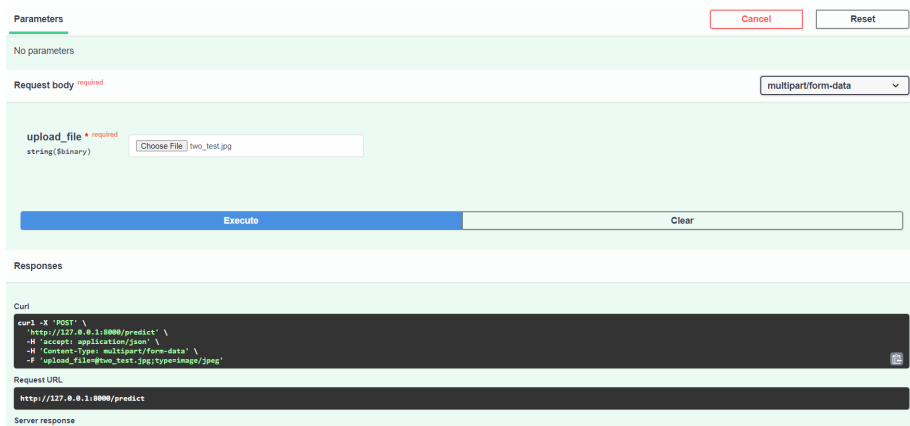 Parameters
Cancel
Reset
No parameters
Request body required
multipart/form-data
upload_file * required
string($binary)
Choose File two_test.jpg
Execute
Clear
Responses
Curl
curl -X 'POST' \
'http://127.0.0.1:8000/predict' \
-H 'accept: application/json' \
-H 'Content-Type: multipart/form-data' \
-F 'upload_file=@two_test.jpg;type=image/jpeg'
Request URL
http://127.0.0.1:8000/predict
Server response